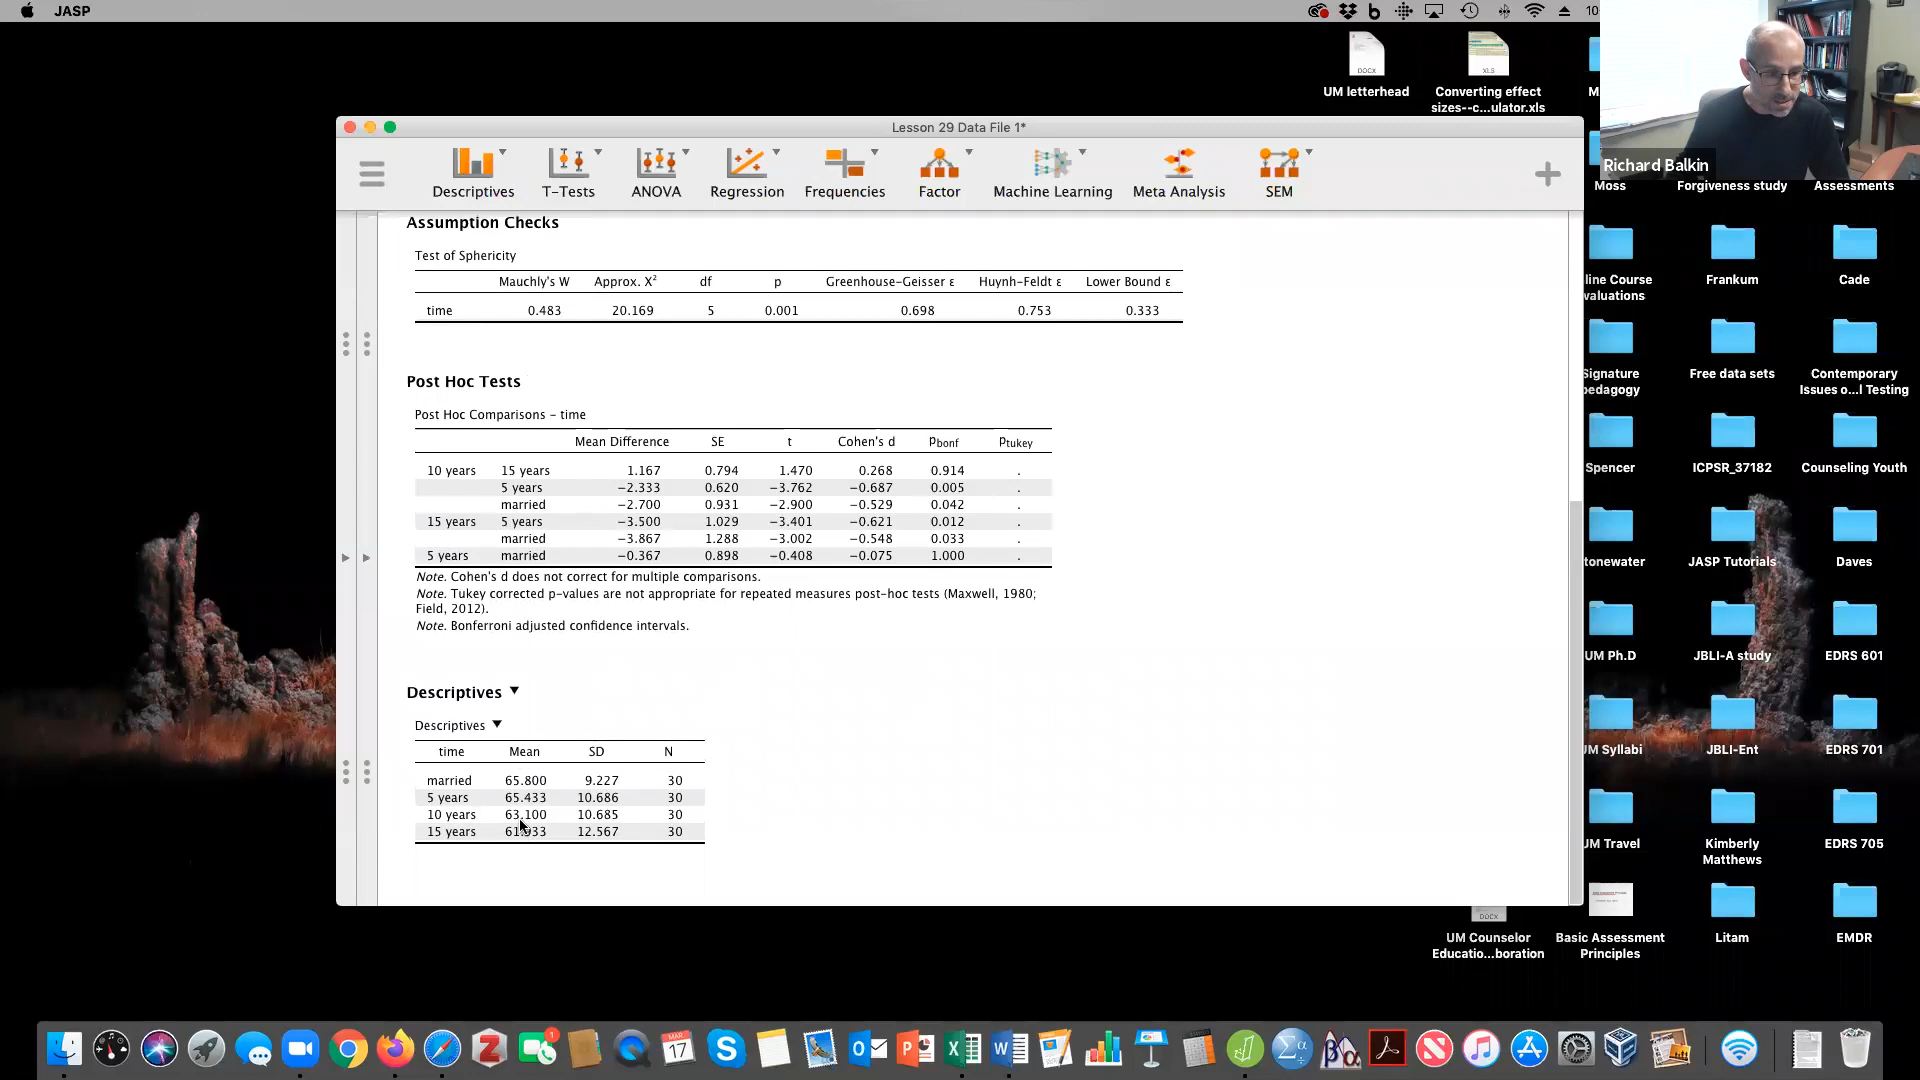 JASP
10
UM letterhead
Converting effect
sizes--c...ulator.xls
DOCX
XLS
Richard Balkin
Lesson 29 Data File 1*
Descriptives
T-Tests
ANOVA
Regression
Frequencies
Factor
Machine Learning
Meta Analysis
SEM
Assumption Checks
Test of Sphericity
Mauchly's W Approx. X² df p Greenhouse-Geisser ε Huynh-Feldt ε Lower Bound ε
time 0.483 20.169 5 0.001 0.698 0.753 0.333
Post Hoc Tests
Post Hoc Comparisons - time
Mean Difference SE t Cohen's d pbonf ptukey
10 years 15 years 1.167 0.794 1.470 0.268 0.914 .
5 years −2.333 0.620 −3.762 −0.687 0.005 .
married −2.700 0.931 −2.900 −0.529 0.042 .
15 years 5 years −3.500 1.029 −3.401 −0.621 0.012 .
married −3.867 1.288 −3.002 −0.548 0.033 .
5 years married −0.367 0.898 −0.408 −0.075 1.000 .
Note. Cohen's d does not correct for multiple comparisons.
Note. Tukey corrected p-values are not appropriate for repeated measures post-hoc tests (Maxwell, 1980;
Field, 2012).
Note. Bonferroni adjusted confidence intervals.
Descriptives
Descriptives
time Mean SD N
married 65.800 9.227 30
5 years 65.433 10.686 30
10 years 63.100 10.685 30
15 years 12.567 30
Moss
Forgiveness study
Assessments
line Course
valuations
Frankum
Cade
Signature
pedagogy
Free data sets
Contemporary
Issues o...l Testing
Spencer
ICPSR_37182
Counseling Youth
tonewater
JASP Tutorials
Daves
UM Ph.D
JBLI-A study
EDRS 601
UM Syllabi
JBLI-Ent
EDRS 701
UM Travel
Kimberly
Matthews
EDRS 705
DOCX
UM Counselor
Educatio...boration
Basic Assessment
Principles
Litam
EMDR
1
MAR
17